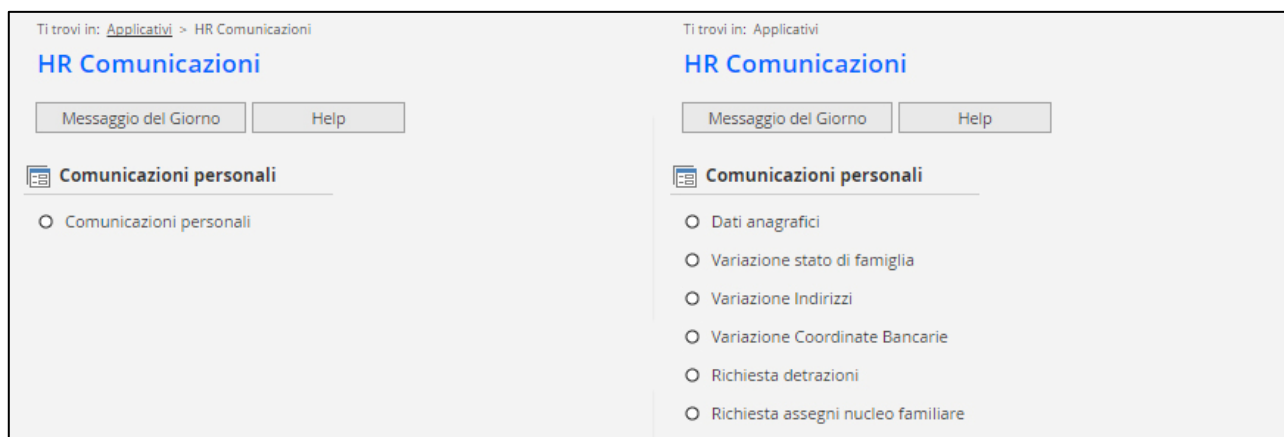 Ti trovi in: Applicativi > HR Comunicazioni
HR Comunicazioni
Messaggio del Giorno
Help
Comunicazioni personali
Comunicazioni personali
Ti trovi in: Applicativi
HR Comunicazioni
Messaggio del Giorno
Help
Comunicazioni personali
Dati anagrafici
Variazione stato di famiglia
Variazione Indirizzi
Variazione Coordinate Bancarie
Richiesta detrazioni
Richiesta assegni nucleo familiare